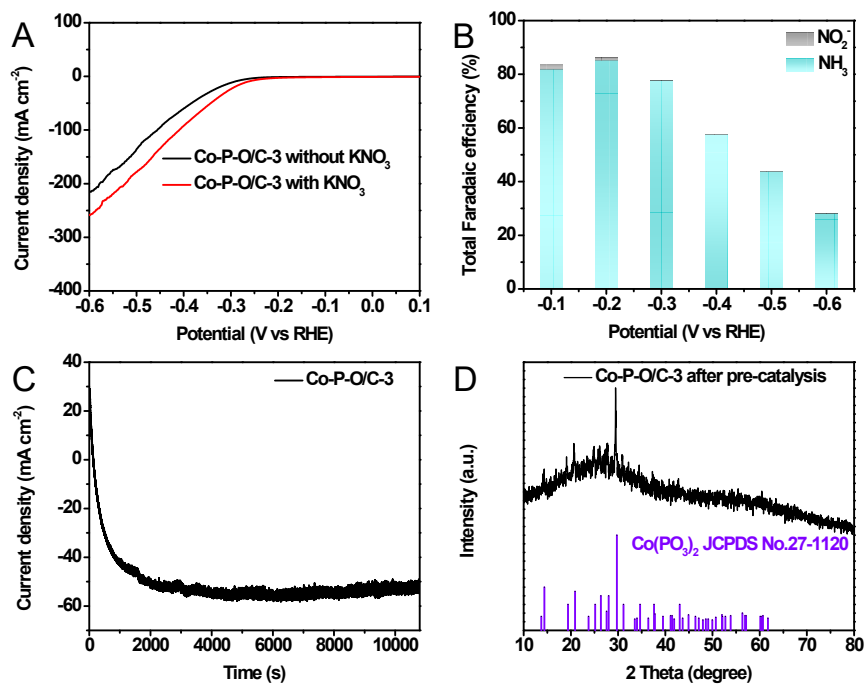 A
100
0
-100
-200
-300
-400
-0.6
-0.5
-0.4
-0.3
-0.2
-0.1
0.0
0.1
Current density (mA cm⁻²)
Potential (V vs RHE)
Co-P-O/C-3 without KNO₃
Co-P-O/C-3 with KNO₃
B
100
80
60
40
20
0
-0.1
-0.2
-0.3
-0.4
-0.5
-0.6
Total Faradaic effciency (%)
Potential (V vs RHE)
NO₂⁻
NH₃
C
40
20
0
-20
-40
-60
0
2000
4000
6000
8000
10000
Current density (mA cm⁻²)
Time (s)
Co-P-O/C-3
D
Co-P-O/C-3 after pre-catalysis
Co(PO₃)₂ JCPDS No.27-1120
Intensity (a.u.)
10
20
30
40
50
60
70
80
2 Theta (degree)